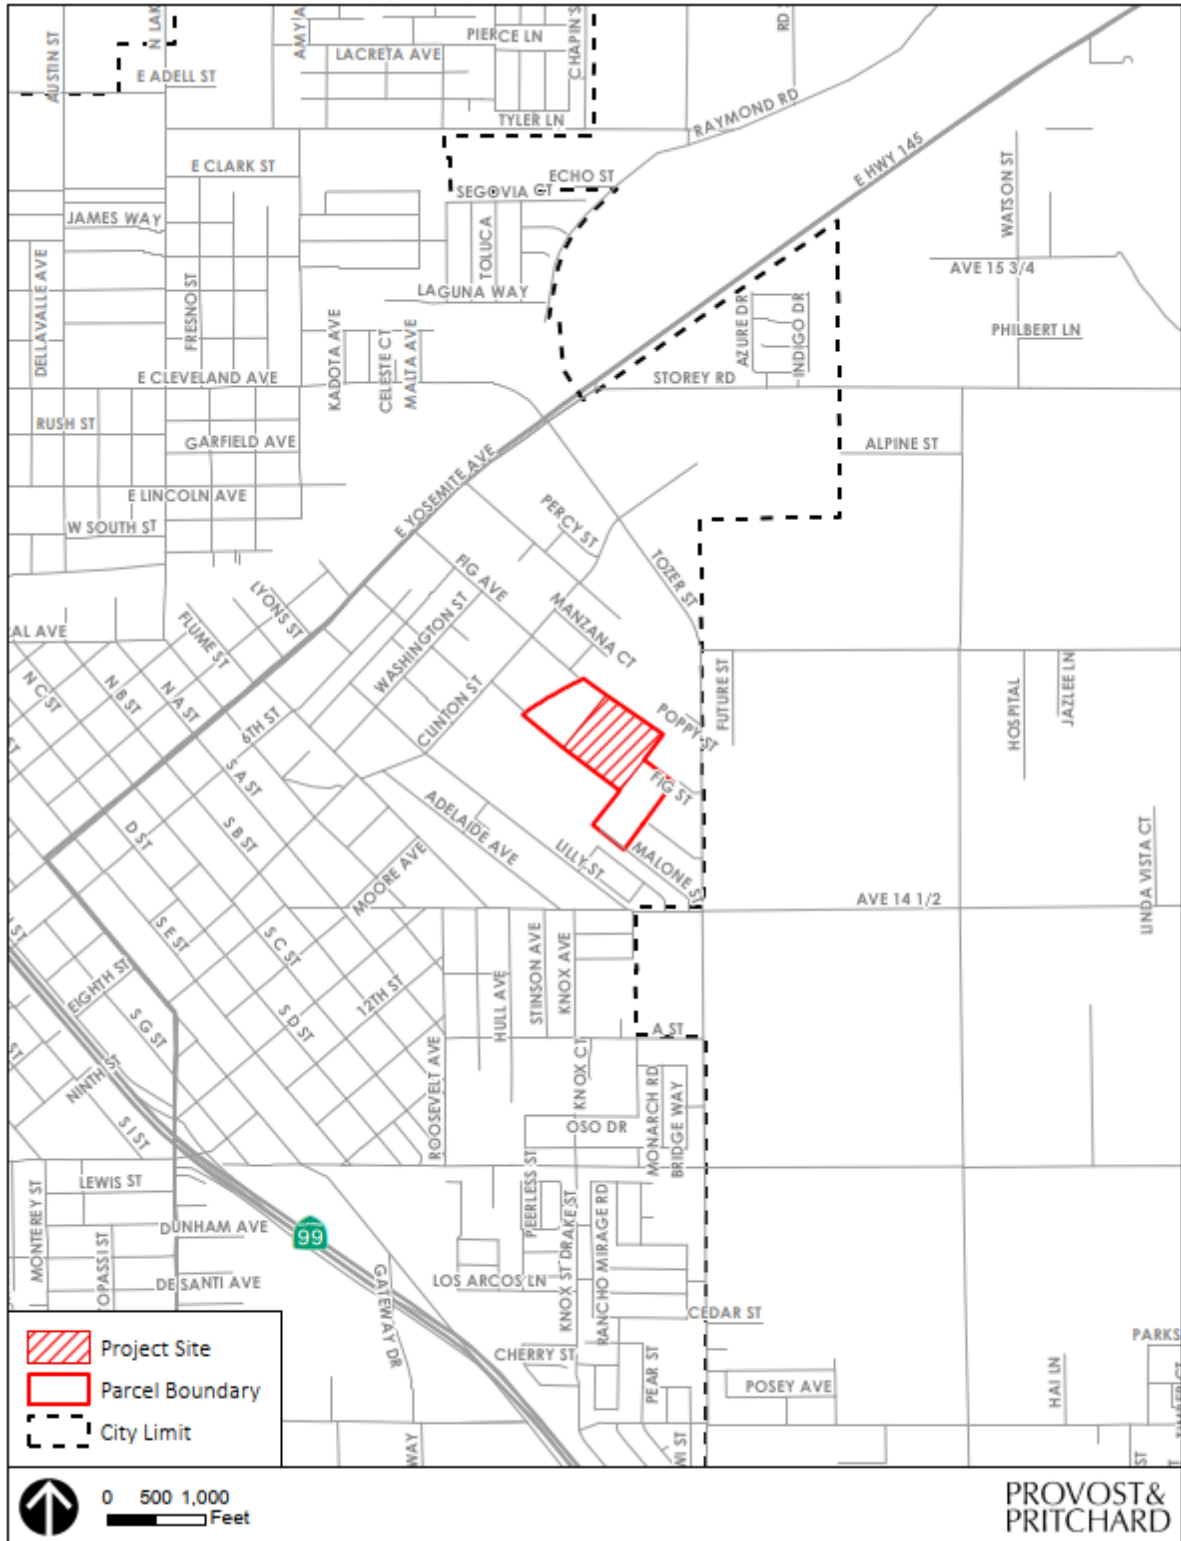 AUSTIN ST
N LAK
AMY A
PIERCE LN
CHAPIN'S
RD
LACRETA AVE
E ADELL ST
TYLER LN
RAYMOND RD
E CLARK ST
ECHO ST
SEGOVIA CT
E HWY 145
WATSON ST
JAMES WAY
TOLUCA
DELLAVALLE AVE
FRESNO ST
LAGUNA WAY
AVE 15 3/4
KADOTA AVE
CELESTE CT
MALTA AVE
AZURE DR
INDIGO DR
PHILBERT LN
E CLEVELAND AVE
STOREY RD
RUSH ST
GARFIELD AVE
ALPINE ST
E YOSEMITE AVE
E LINCOLN AVE
W SOUTH ST
PERCY ST
FIG AVE
TOZER ST
LYONS ST
WASHINGTON ST
MANZANA CT
RAL AVE
FLUME ST
N C ST
N B ST
N A ST
CLINTON ST
FUTURE ST
HOSPITAL
JAZLEE LN
6TH ST
POPPY ST
S A ST
FIG ST
ADELAIDE AVE
D ST
S B ST
LILLY ST
MALONE ST
LINDA VISTA CT
MOORE AVE
AVE 14 1/2
S E ST
S C ST
STINSON AVE
KNOX AVE
EIGHTH ST
12TH ST
HULL AVE
S G ST
S D ST
A ST
NINTH ST
ROOSEVELT AVE
KNOX CT
MONARCH RD
BRIDGE WAY
S I ST
OSO DR
LEWIS ST
PEERLESS ST
MONTEREY ST
DUNHAM AVE
99
DRAKE ST
RANCHO MIRAGE RD
OPASSI ST
DE SANTI AVE
GATEWAY DR
LOS ARCOS LN
KNOX ST
CEDAR ST
PARKS
CHERRY ST
PEAR ST
POSEY AVE
HAI LN
WAY
WI ST
ST
Project Site
Parcel Boundary
City Limit
0 500 1,000
Feet
PROVOST&
PRITCHARD